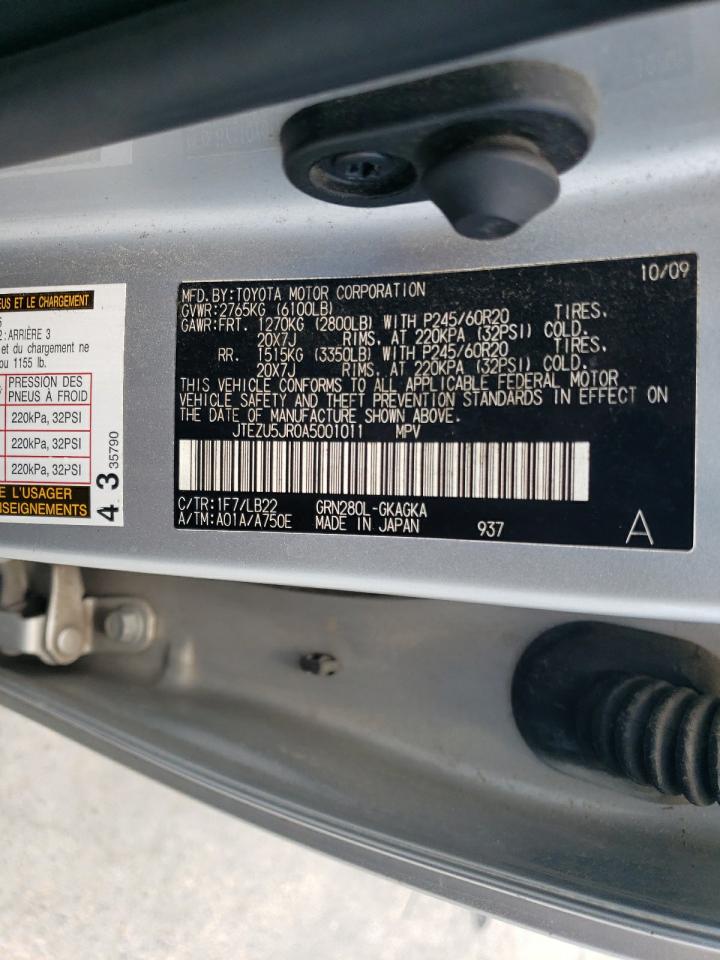 EUS ET LE CHARGEMENT
2:ARRIÈRE 3
et du chargement ne
ou 1155 lb.
PRESSION DES
PNEUS À FROID
220kPa, 32PSI
220kPa, 32PSI
220kPa, 32PSI
E L'USAGER
NSEIGNEMENTS
4 3 35790
10/09
MFD.BY:TOYOTA MOTOR CORPORATION
GVWR:2765KG (6100LB)
GAWR:FRT. 1270KG (2800LB) WITH P245/60R20 TIRES,
20X7J RIMS, AT 220KPA (32PSI) COLD.
RR. 1515KG (3350LB) WITH P245/60R20 TIRES,
20X7J RIMS, AT 220KPA (32PSI) COLD.
THIS VEHICLE CONFORMS TO ALL APPLICABLE FEDERAL MOTOR
VEHICLE SAFETY AND THEFT PREVENTION STANDARDS IN EFFECT ON
THE DATE OF MANUFACTURE SHOWN ABOVE.
JTEZU5JR0A5001011 MPV
C/TR:1F7/LB22 GRN280L-GKAGKA
A/TM:A01A/A750E MADE IN JAPAN 937 A